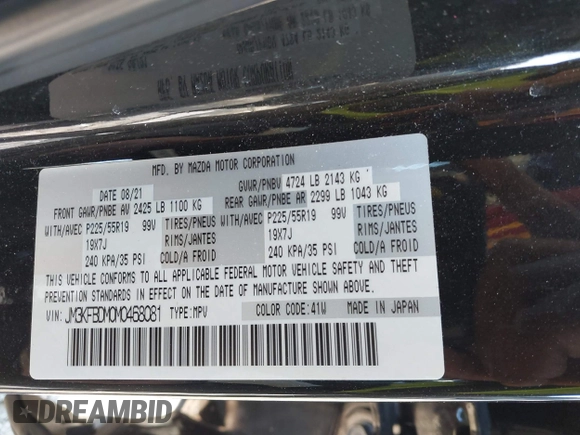 MFD. BY MAZDA MOTOR CORPORATION
DATE 08/21 GVWR/PNBV 4724 LB 2143 KG
FRONT GAWR/PNBE AV 2425 LB 1100 KG REAR GAWR/PNBE AR 2299 LB 1043 KG
WITH/AVEC P225/55R19 99V TIRES/PNEUS WITH/AVEC P225/55R19 99V TIRES/PNEUS
19X7J RIMS/JANTES 19X7J RIMS/JANTES
240 KPA/35 PSI COLD/A FROID 240 KPA/35 PSI COLD/A FROID
THIS VEHICLE CONFORMS TO ALL APPLICABLE FEDERAL MOTOR VEHICLE SAFETY AND THEFT
PREVENTION STANDARDS IN EFFECT ON THE DATE OF MANUFACTURE SHOWN ABOVE.
VIN: JM3KFBDM0M0468081 TYPE: MPV COLOR CODE: 41W MADE IN JAPAN
DREAMBID